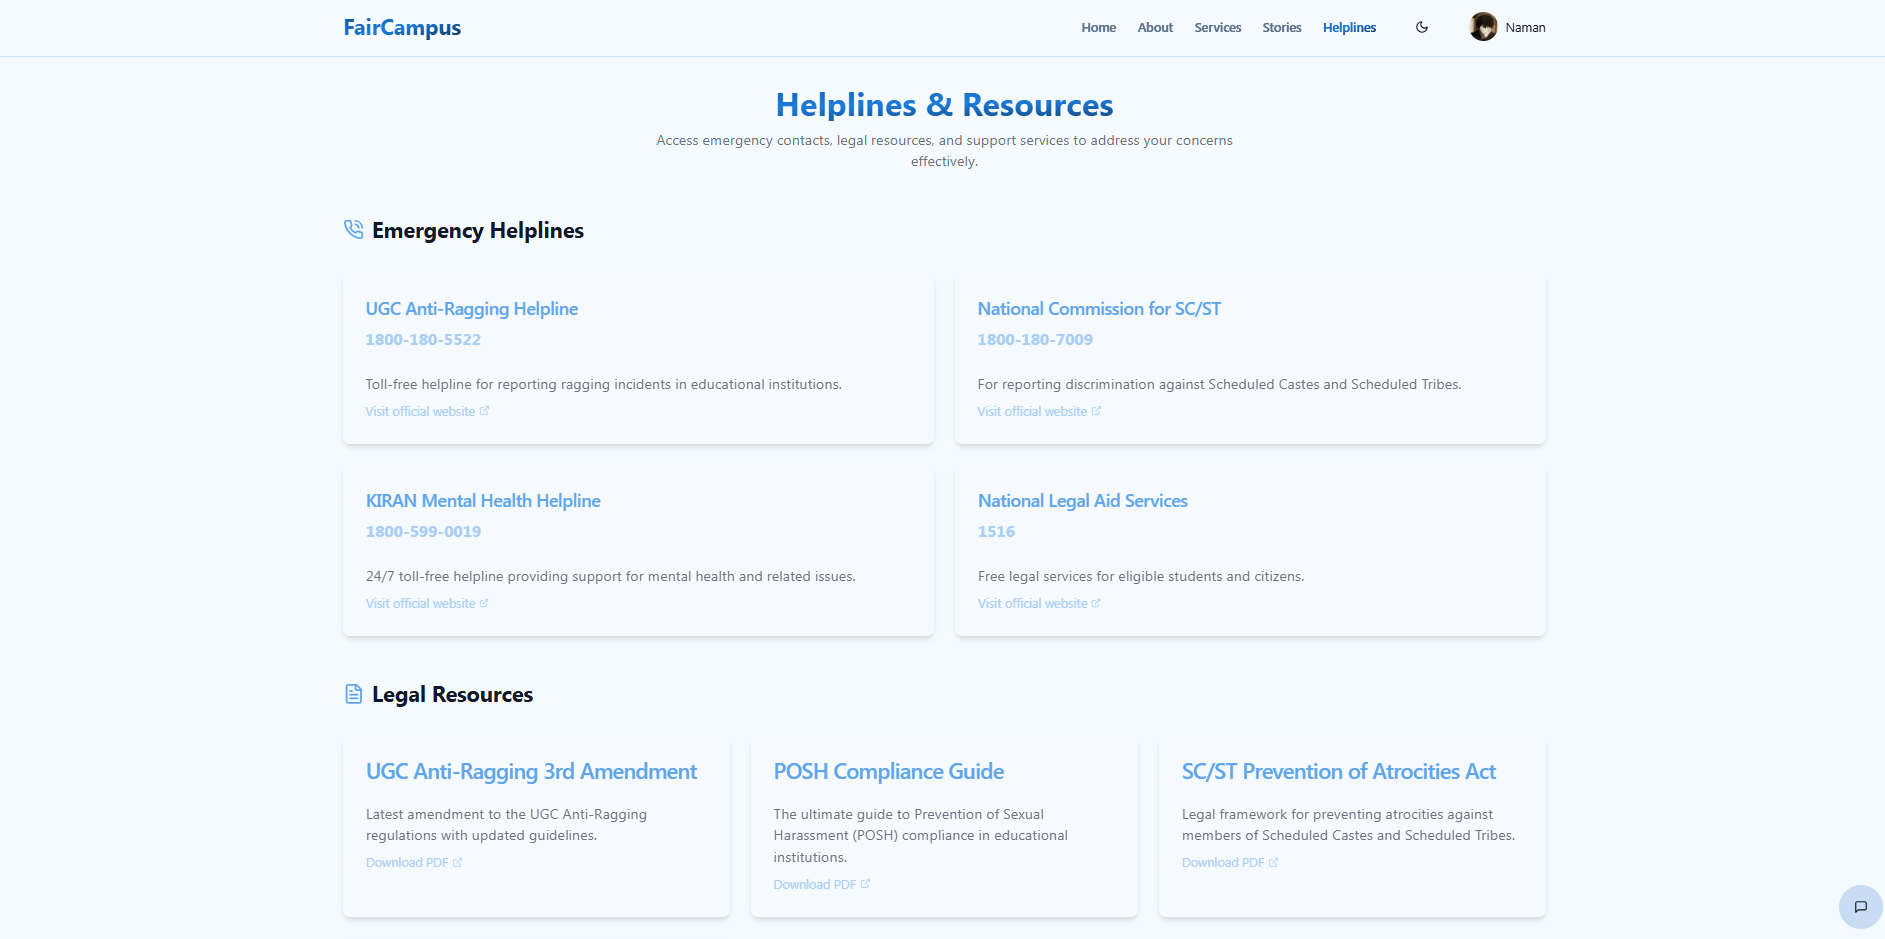 FairCampus
Home About Services Stories Helplines Naman
Helplines & Resources
Access emergency contacts, legal resources, and support services to address your concerns
effectively.
Emergency Helplines
UGC Anti-Ragging Helpline
1800-180-5522
Toll-free helpline for reporting ragging incidents in educational institutions.
Visit official website
National Commission for SC/ST
1800-180-7009
For reporting discrimination against Scheduled Castes and Scheduled Tribes.
Visit official website
KIRAN Mental Health Helpline
1800-599-0019
24/7 toll-free helpline providing support for mental health and related issues.
Visit official website
National Legal Aid Services
1516
Free legal services for eligible students and citizens.
Visit official website
Legal Resources
UGC Anti-Ragging 3rd Amendment
Latest amendment to the UGC Anti-Ragging
regulations with updated guidelines.
Download PDF
POSH Compliance Guide
The ultimate guide to Prevention of Sexual
Harassment (POSH) compliance in educational
institutions.
Download PDF
SC/ST Prevention of Atrocities Act
Legal framework for preventing atrocities against
members of Scheduled Castes and Scheduled Tribes.
Download PDF